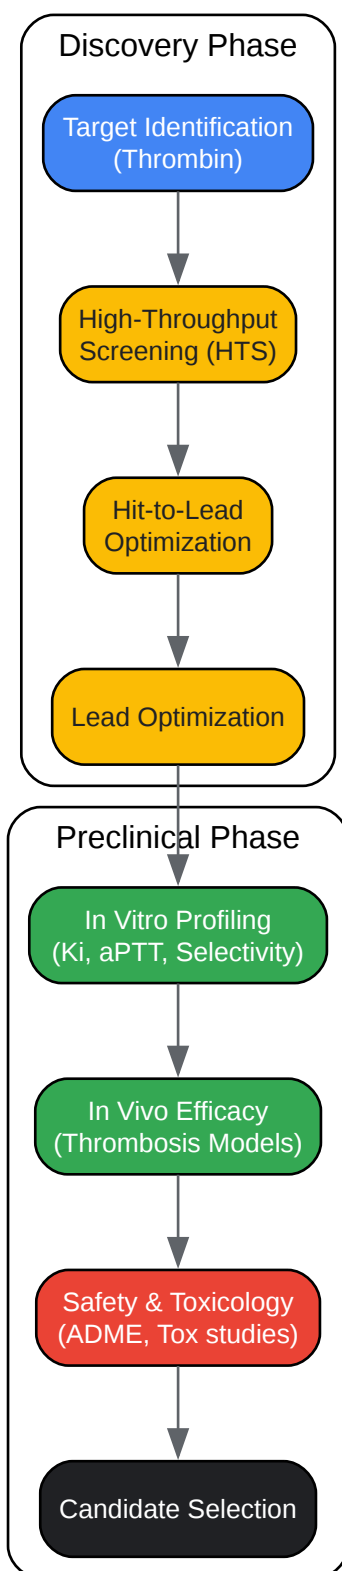 Discovery Phase
Target Identification
(Thrombin)
High-Throughput
Screening (HTS)
Hit-to-Lead
Optimization
Lead Optimization
Preclinical Phase
In Vitro Profiling
(Ki, aPTT, Selectivity)
In Vivo Efficacy
(Thrombosis Models)
Safety & Toxicology
(ADME, Tox studies)
Candidate Selection